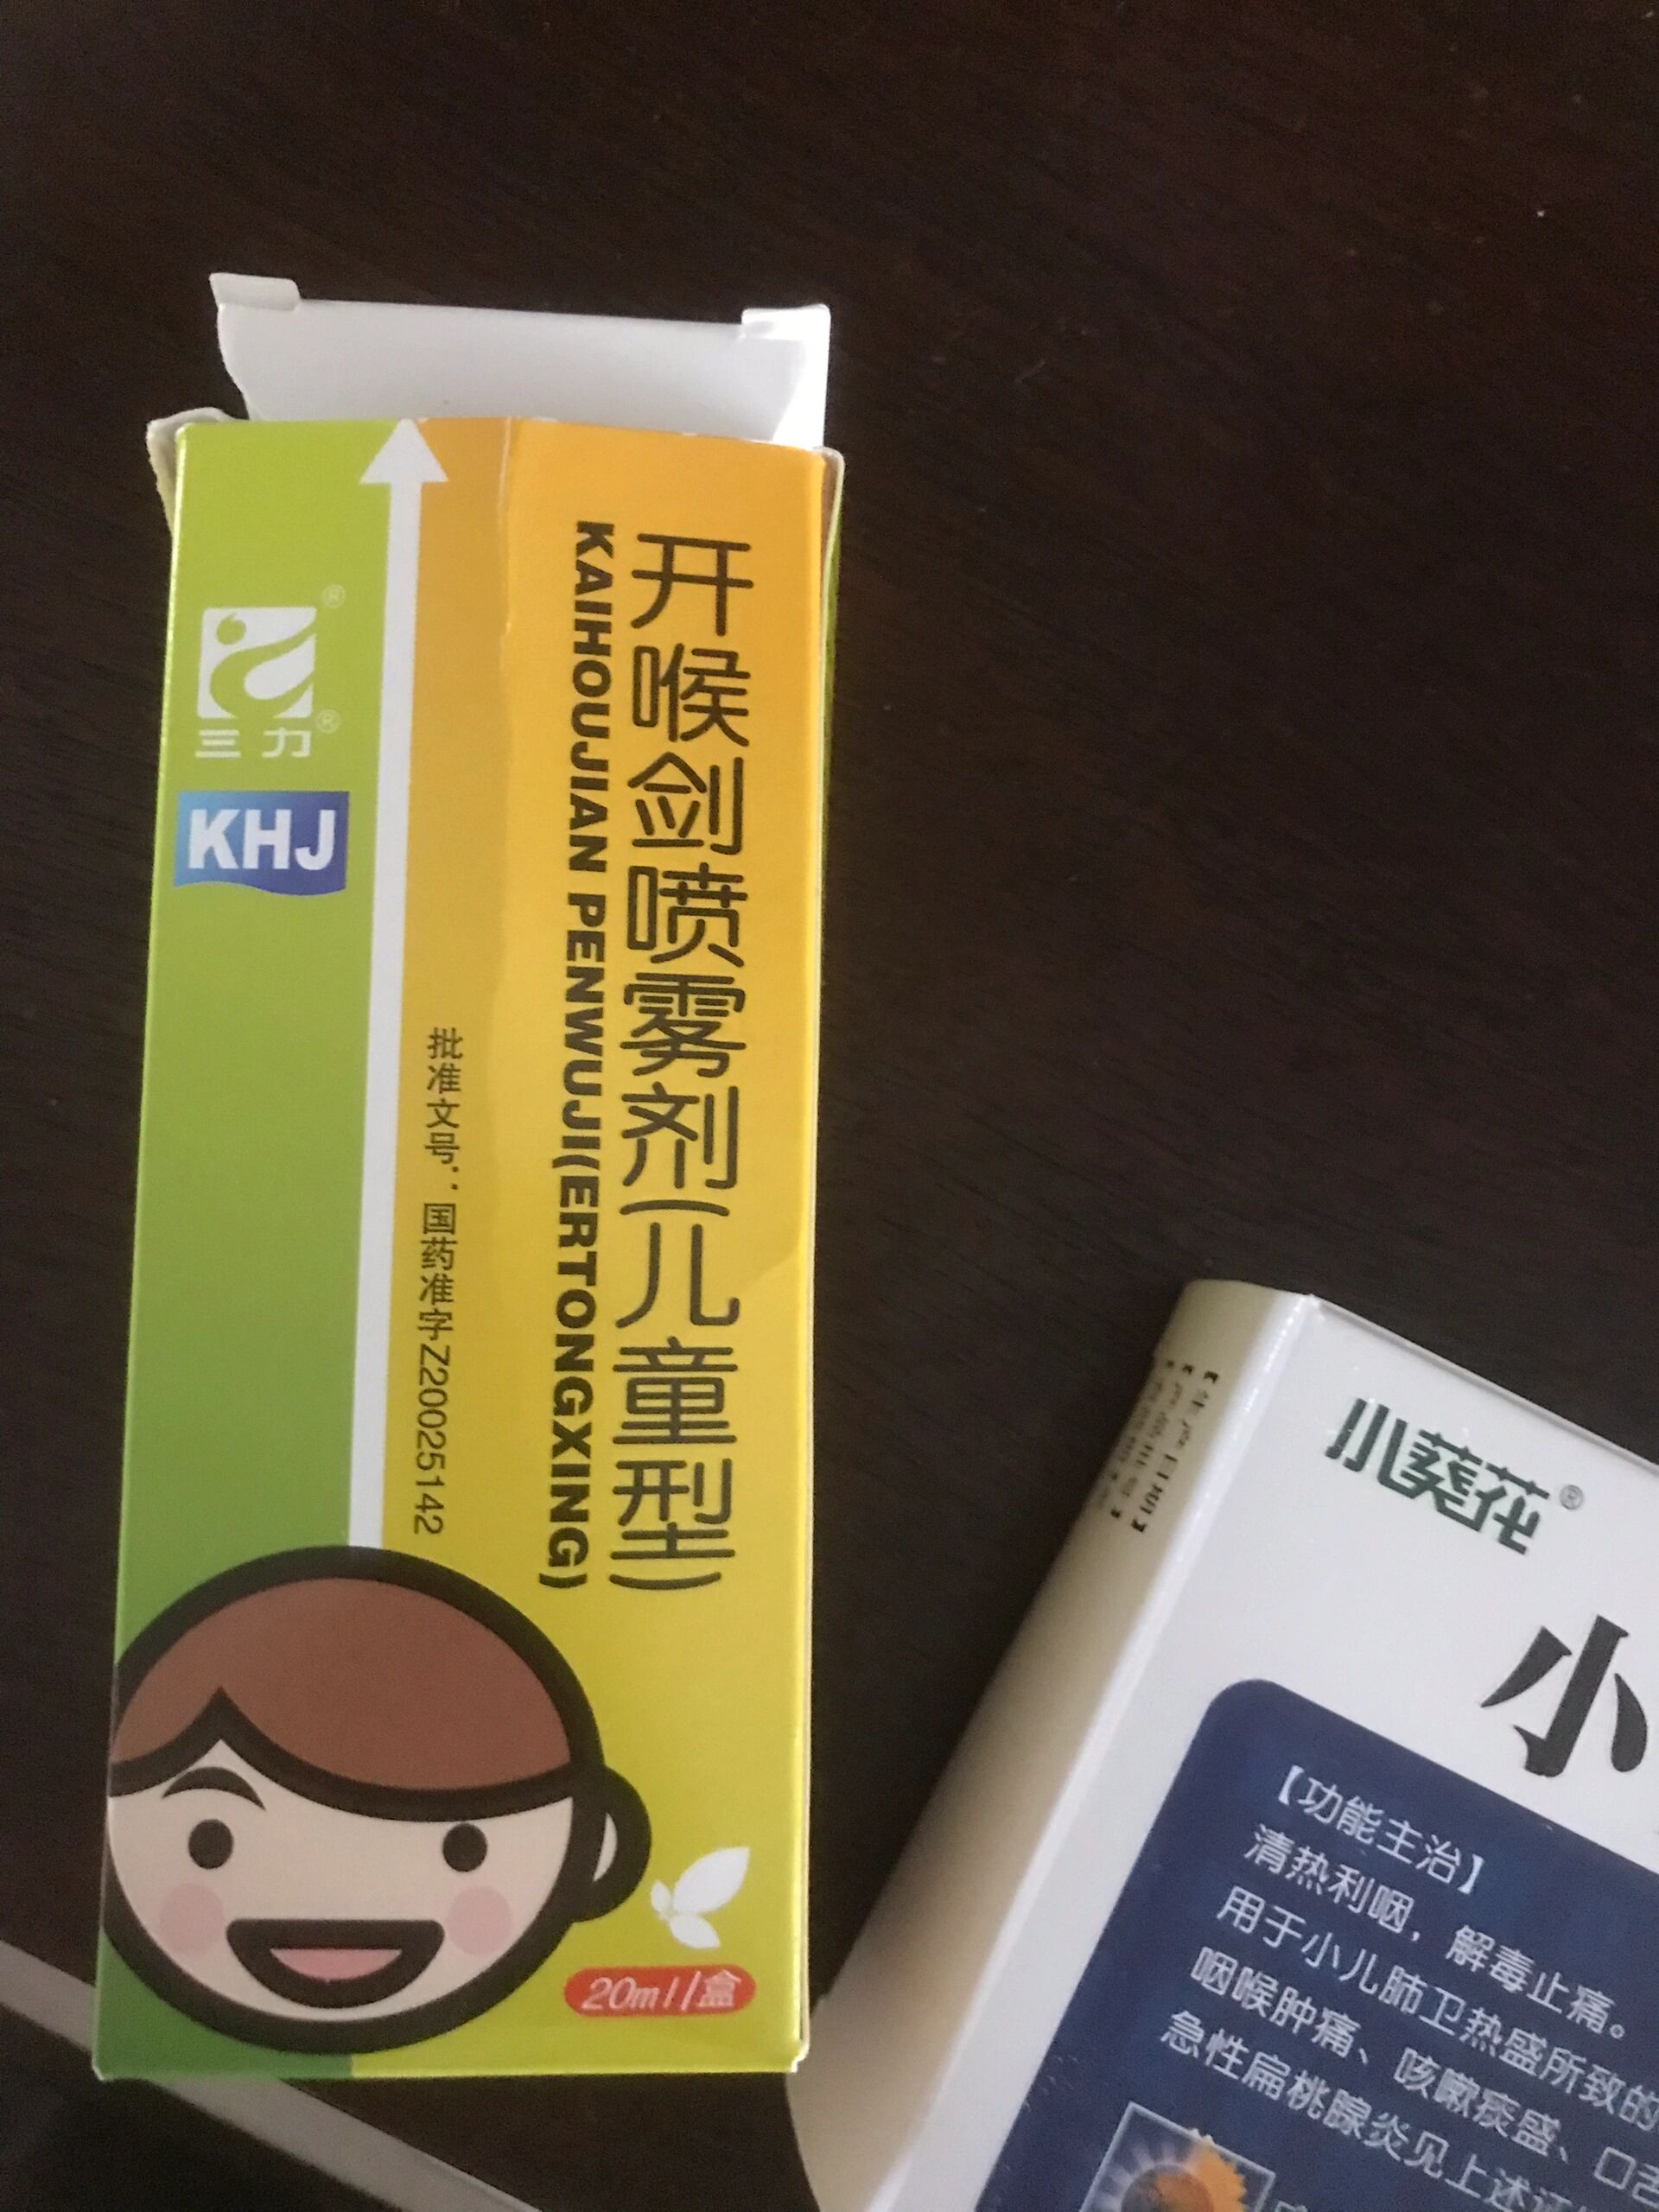 三力
KHJ
开喉剑喷雾剂(儿童型)
KAIHOUJIAN PENWUJI(ERTONGXING)
批准文号:国药准字Z20025142
20ml/盒
小葵花
小
【功能主治】
清热利咽,解毒止痛。
用于小儿肺卫热盛所致的
咽喉肿痛、咳嗽痰盛、口舌
急性扁桃腺炎见上述